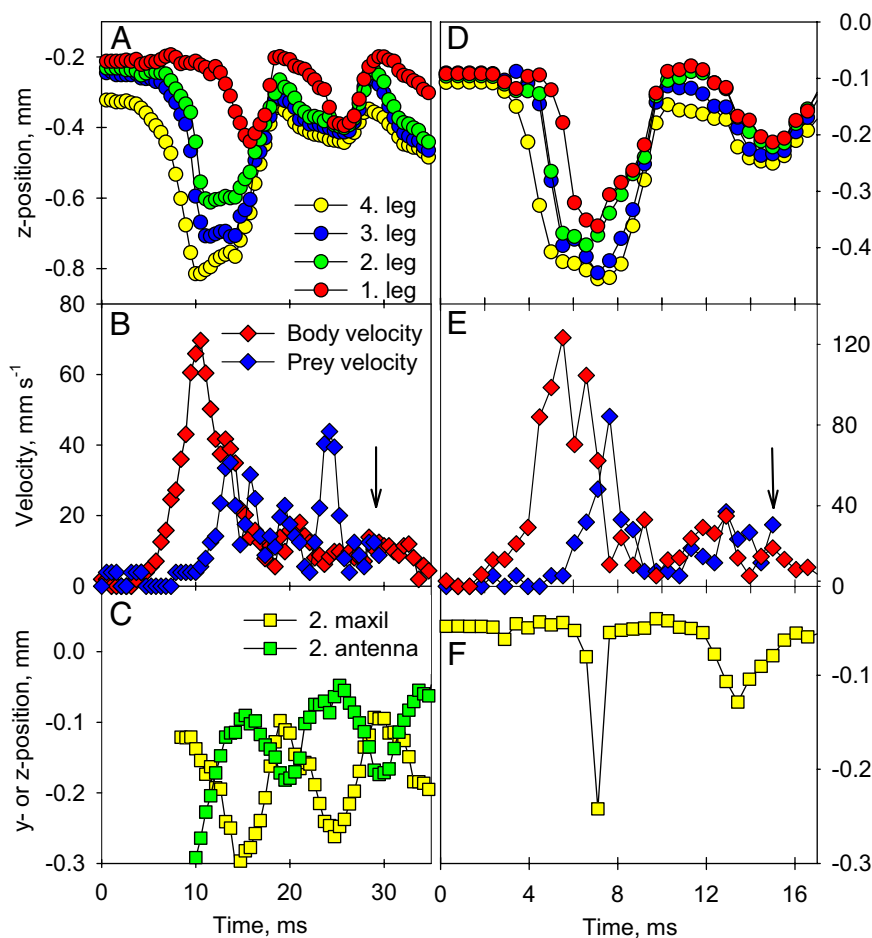 A
D
0.0
-0.2
-0.1
-0.4
-0.2
z-position, mm
-0.6
-0.3
4. leg
3. leg
2. leg
1. leg
-0.8
-0.4
80
B
E
Body velocity
Prey velocity
120
60
80
40
Velocity, mm s-1
40
20
0
0
C
F
2. maxil
2. antenna
0.0
-0.1
-0.1
-0.2
-0.2
y- or z-position, mm
-0.3
-0.3
0 10 20 30
0 4 8 12 16
Time, ms
Time, ms